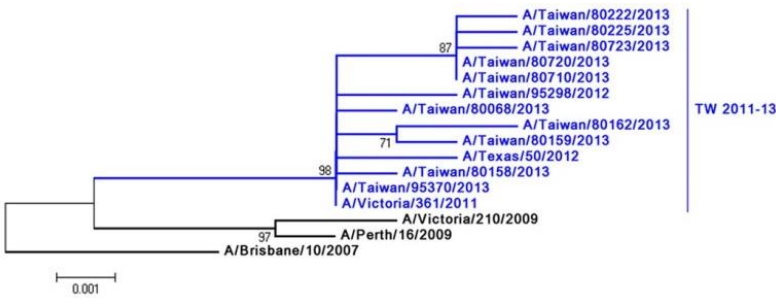 A/Taiwan/80222/2013
A/Taiwan/80225/2013
A/Taiwan/80723/2013
87
A/Taiwan/80720/2013
A/Taiwan/80710/2013
A/Taiwan/95298/2012
A/Taiwan/80068/2013
TW 2011-13
A/Taiwan/80162/2013
71
A/Taiwan/80159/2013
A/Texas/50/2012
98
A/Taiwan/80158/2013
A/Taiwan/95370/2013
A/Victoria/361/2011
A/Victoria/210/2009
97
A/Perth/16/2009
A/Brisbane/10/2007
0.001